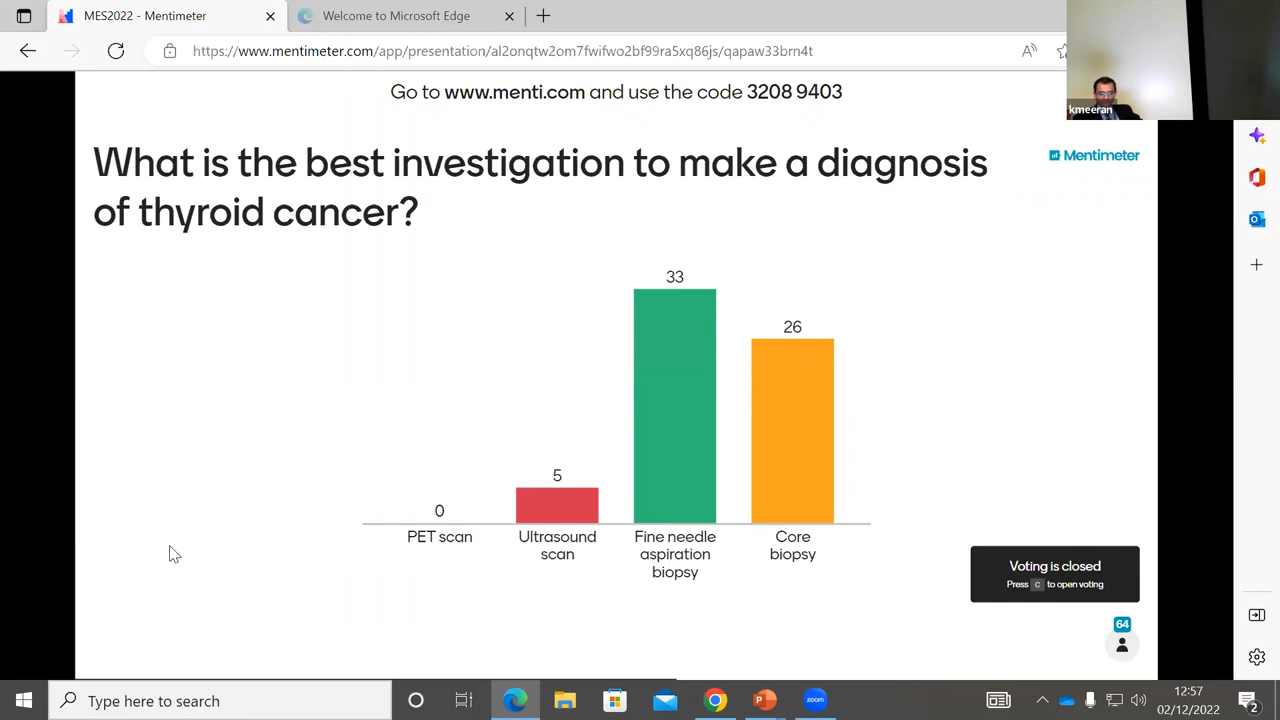 MES2022 - Mentimeter
Welcome to Microsoft Edge
https://www.mentimeter.com/app/presentation/al2onqtw2om7fwifwo2bf99ra5xq86js/qapaw33brn4t
kmeeran
Go to www.menti.com and use the code 3208 9403
What is the best investigation to make a diagnosis
of thyroid cancer?
Mentimeter
33
26
5
0
PET scan
Ultrasound
scan
Fine needle
aspiration
biopsy
Core
biopsy
Voting is closed
Press C to open voting
64
Type here to search
zoom
12:57
02/12/2022
2